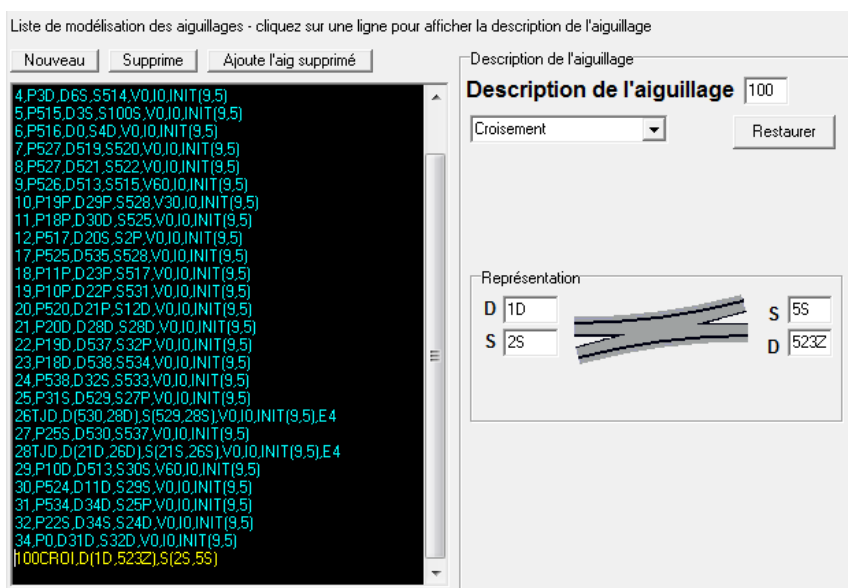 Liste de modélisation des aiguillages - cliquez sur une ligne pour afficher la description de l'aiguillage
Nouveau Supprime Ajoute l'aig supprimé
4,P3D,D6S,S514,V0,I0,INIT(9,5)
5,P515,D3S,S100S,V0,I0,INIT(9,5)
6,P516,D0,S4D,V0,I0,INIT(9,5)
7,P527,D519,S520,V0,I0,INIT(9,5)
8,P527,D521,S522,V0,I0,INIT(9,5)
9,P526,D513,S515,V60,I0,INIT(9,5)
10,P19P,D29P,S528,V30,I0,INIT(9,5)
11,P18P,D30D,S525,V0,I0,INIT(9,5)
12,P517,D20S,S2P,V0,I0,INIT(9,5)
17,P525,D535,S528,V0,I0,INIT(9,5)
18,P11P,D23P,S517,V0,I0,INIT(9,5)
19,P10P,D22P,S531,V0,I0,INIT(9,5)
20,P520,D21P,S12D,V0,I0,INIT(9,5)
21,P20D,D28D,S28D,V0,I0,INIT(9,5)
22,P19D,D537,S32P,V0,I0,INIT(9,5)
23,P18D,D538,S534,V0,I0,INIT(9,5)
24,P538,D32S,S533,V0,I0,INIT(9,5)
25,P31S,D529,S27P,V0,I0,INIT(9,5)
26TJD,D(530,28D),S(529,28S),V0,I0,INIT(9,5),E4
27,P25S,D530,S537,V0,I0,INIT(9,5)
28TJD,D(21D,26D),S(21S,26S),V0,I0,INIT(9,5),E4
29,P10D,D513,S30S,V60,I0,INIT(9,5)
30,P524,D11D,S29S,V0,I0,INIT(9,5)
31,P534,D34D,S25P,V0,I0,INIT(9,5)
32,P22S,D34S,S24D,V0,I0,INIT(9,5)
34,P0,D31D,S32D,V0,I0,INIT(9,5)
100CROI,D(1D,523Z),S(2S,5S)
Description de l'aiguillage
Description de l'aiguillage 100
Croisement Restaurer
Représentation
D 1D S 5S
S 2S D 523Z